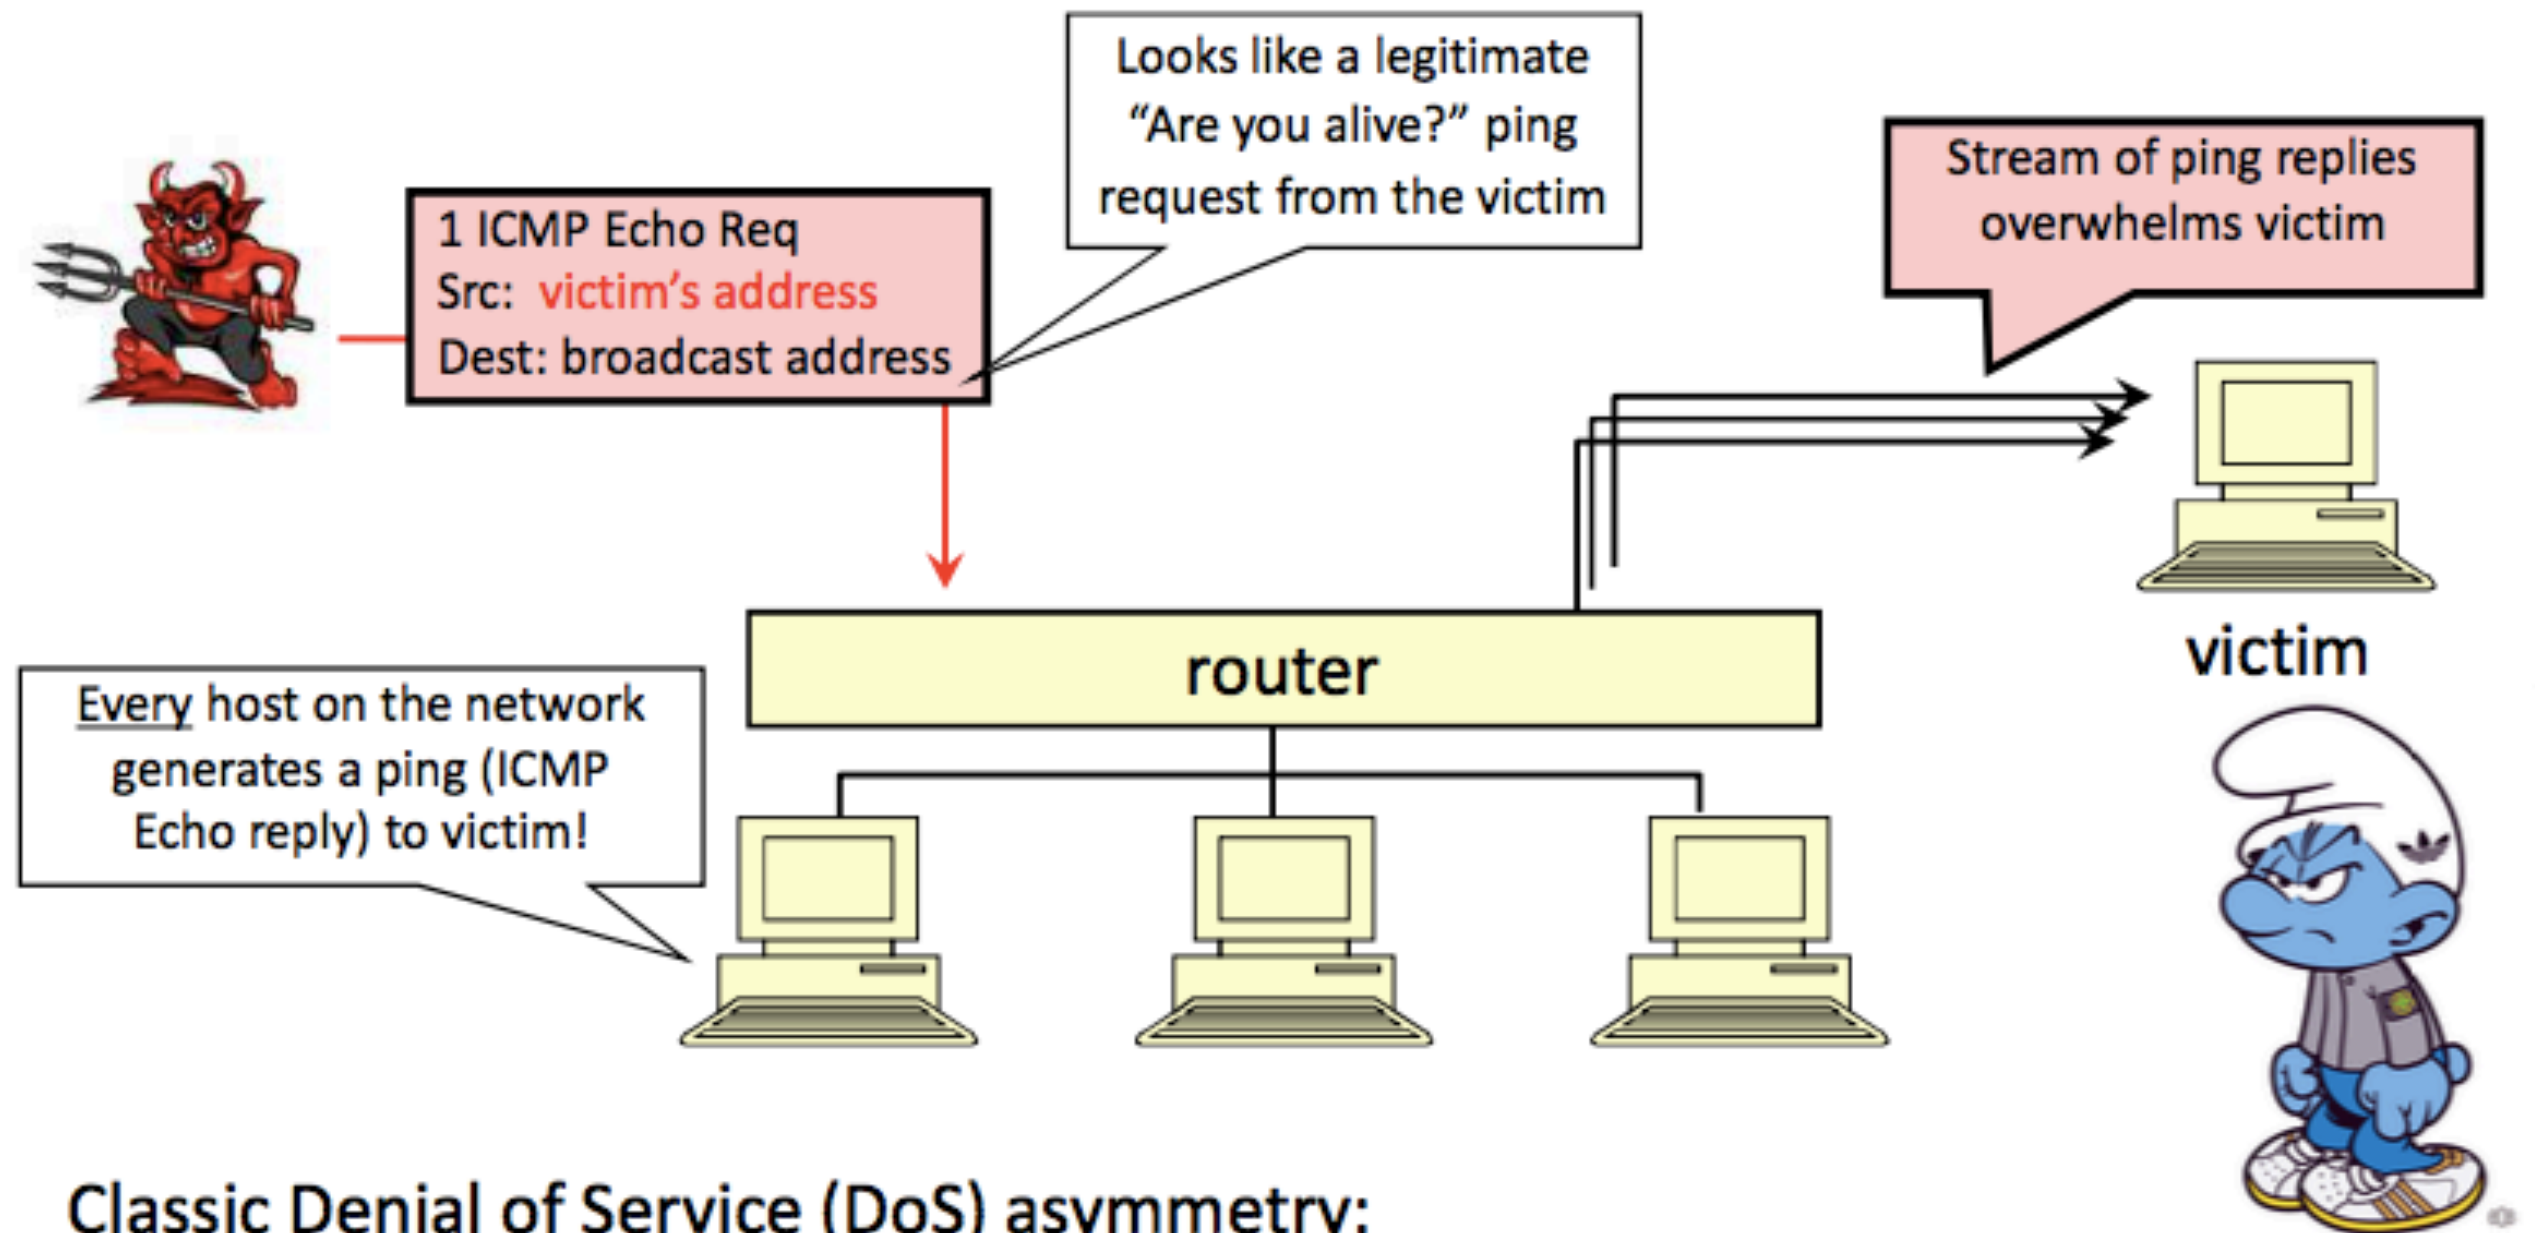 Looks like a legitimate
“Are you alive?” ping
request from the victim
1 ICMP Echo Req
Src: victim’s address
Dest: broadcast address
Stream of ping replies
overwhelms victim
router
victim
Every host on the network
generates a ping (ICMP
Echo reply) to victim!
Classic Denial of Service (DoS) asymmetry: